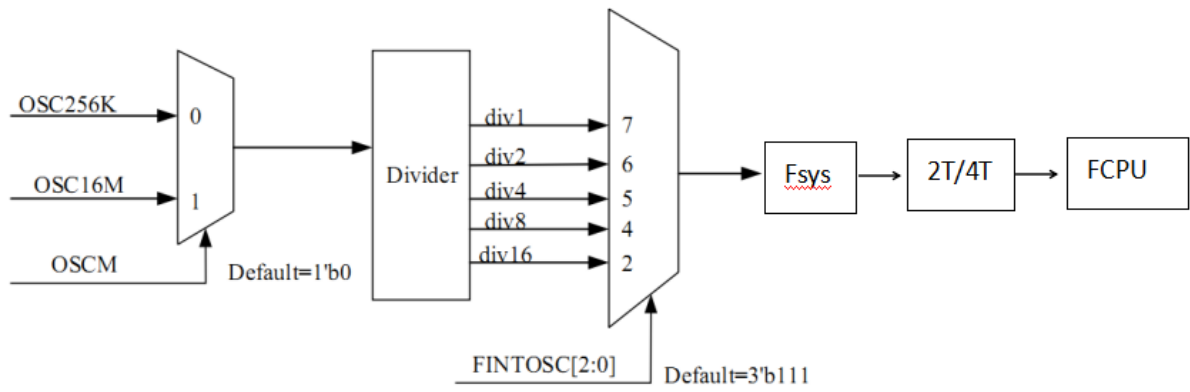 OSC256K
0
OSC16M
1
OSCM
Default=1'b0
Divider
div1
div2
div4
div8
div16
7
6
5
4
2
FINTOSC[2:0]
Default=3'b111
Fsys
2T/4T
FCPU